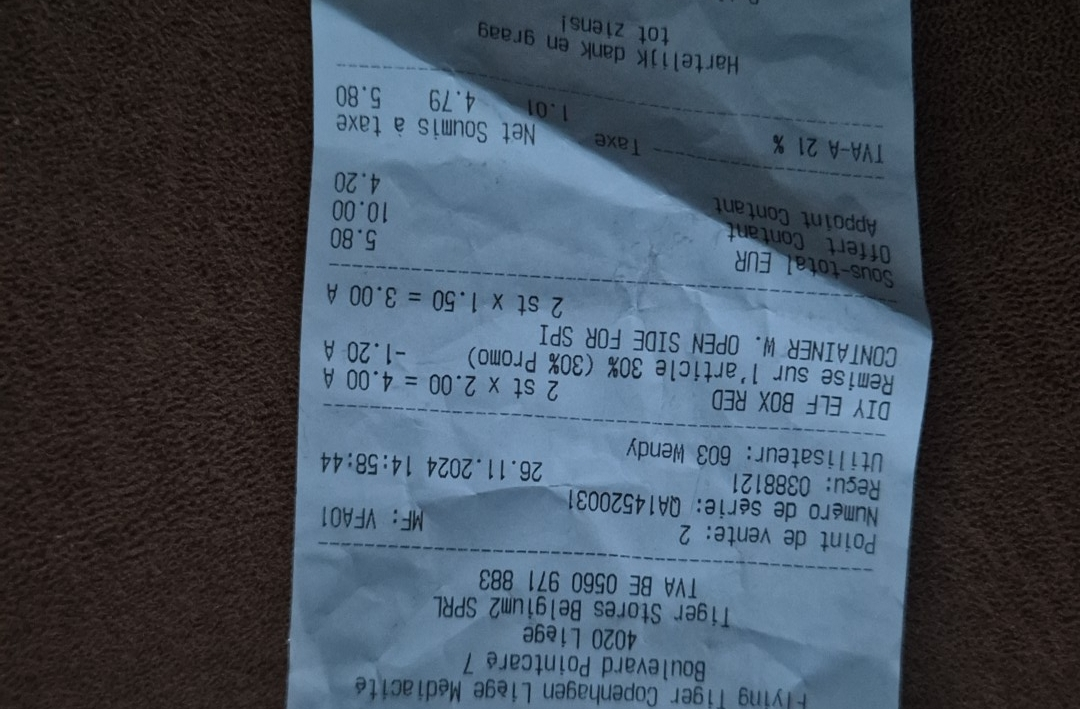 Flying Tiger Copenhagen Liege Mediacité
Boulevard Pointcaré 7
4020 Liège
Tiger Stores Belgium2 SPRL
TVA BE 0560 971 883
Point de vente: 2 MF: VFA01
Numéro de série: QA14520031
Reçu: 0388121 26.11.2024 14:58:44
Utilisateur: 603 Wendy
DIY ELF BOX RED 2 st x 2.00 = 4.00 A
Remise sur l'article 30% (30% Promo) -1.20 A
CONTAINER W. OPEN SIDE FOR SPI
2 st x 1.50 = 3.00 A
Sous-total EUR 5.80
Offert Contant 10.00
Appoint Contant 4.20
TVA-A 21 % Taxe Net Soumis à taxe
1.01 4.79 5.80
Hartelijk dank en graag
tot ziens!